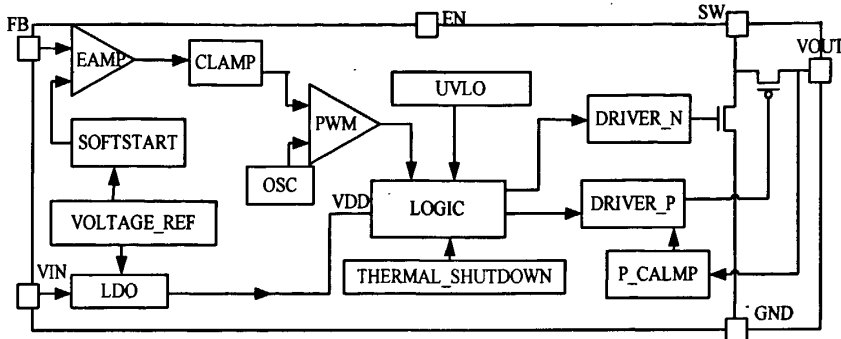 FB
EN
SW
VOUT
EAMP
CLAMP
UVLO
PWM
DRIVER_N
SOFTSTART
OSC
VDD
LOGIC
DRIVER_P
VOLTAGE_REF
VIN
LDO
THERMAL_SHUTDOWN
P_CALMP
GND